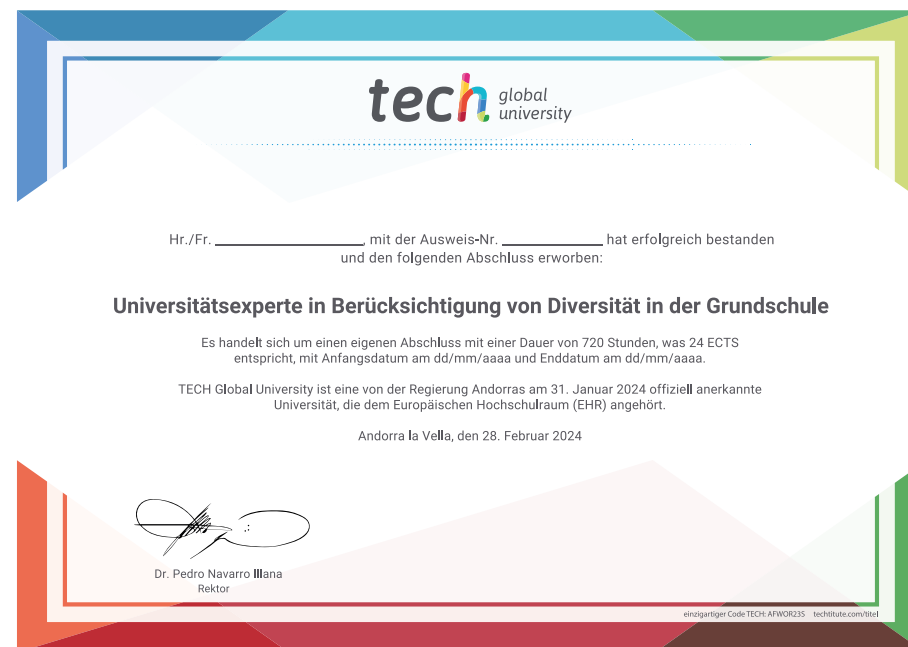 tech global university
Hr./Fr. ____________________, mit der Ausweis-Nr. ______________ hat erfolgreich bestanden
und den folgenden Abschluss erworben:
Universitätsexperte in Berücksichtigung von Diversität in der Grundschule
Es handelt sich um einen eigenen Abschluss mit einer Dauer von 720 Stunden, was 24 ECTS
entspricht, mit Anfangsdatum am dd/mm/aaaa und Enddatum am dd/mm/aaaa.
TECH Global University ist eine von der Regierung Andorras am 31. Januar 2024 offiziell anerkannte
Universität, die dem Europäischen Hochschulraum (EHR) angehört.
Andorra la Vella, den 28. Februar 2024
Dr. Pedro Navarro Illana
Rektor
einzigartiger Code TECH: AFWOR23S techtitute.com/titel